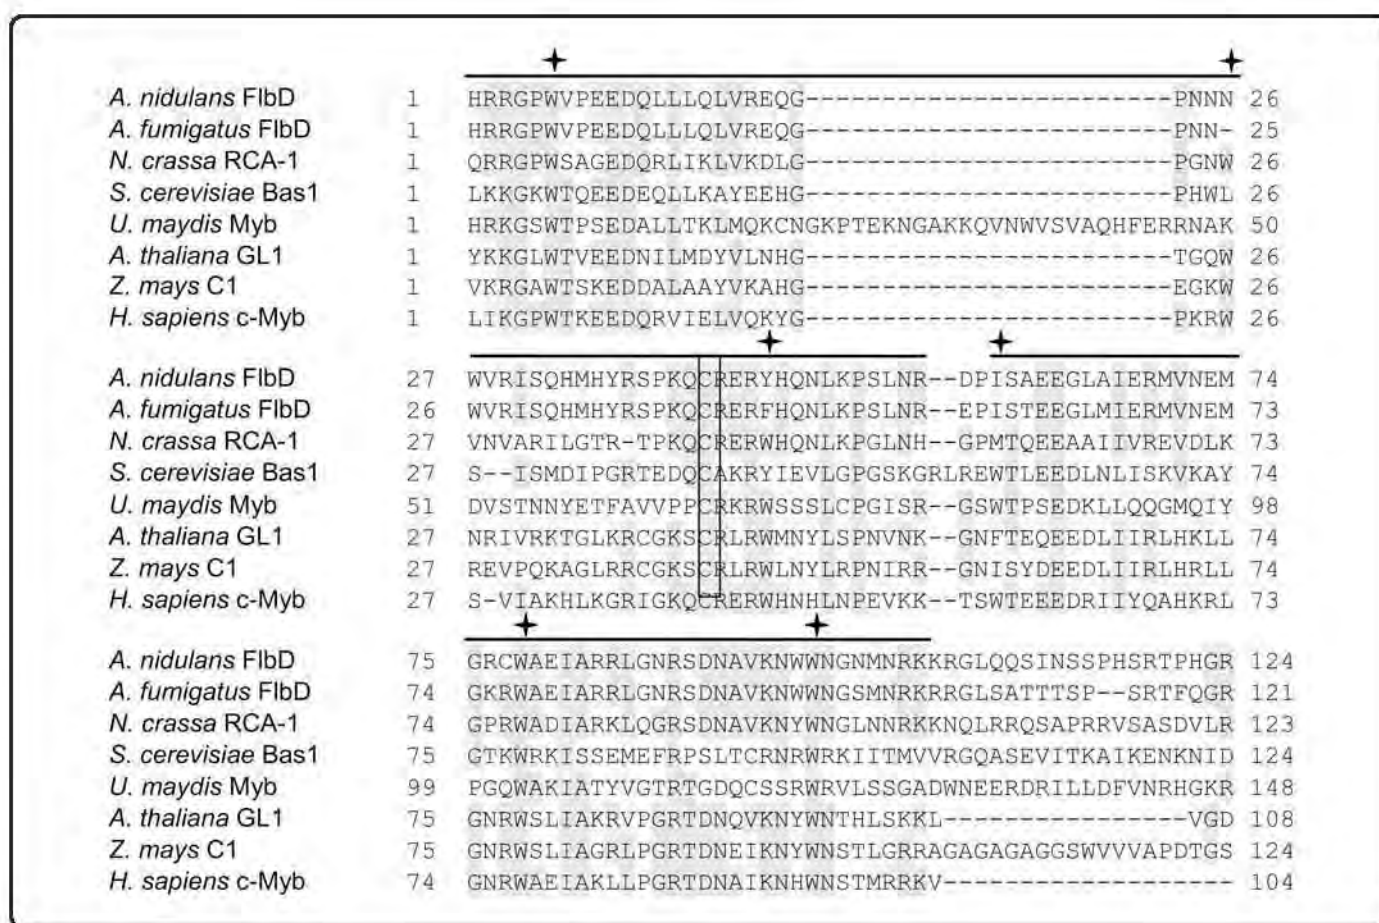 A. nidulans FlbD 1 HRRGPWVPEEDQLLLQLVREQG-------------------PNNN 26
A. fumigatus FlbD 1 HRRGPWVPEEDQLLLQLVREQG-------------------PNN- 25
N. crassa RCA-1 1 QRRGPWSAGEDQRLIKLVKDLG-------------------PGNW 26
S. cerevisiae Bas1 1 LKKGKWTQEEDEQLLKAYEEHG-------------------PHWL 26
U. maydis Myb 1 HRKGSWTPSEDALLTKLMQKCNGKPTEKNGAKKQVNWVSVAQHFERRNAK 50
A. thaliana GL1 1 YKKGLWTVEEDNILMDYVLNHG-------------------TGQW 26
Z. mays C1 1 VKRGAWTSKEDDALAAYVKAHG-------------------EGKW 26
H. sapiens c-Myb 1 LIKGPWTKEEDQRVIELVQKYG-------------------PKRW 26
A. nidulans FlbD 27 WVRISQHMHYRSPKQCRERYHQNLKPSLNR--DPISAEEGLAIERMVNEM 74
A. fumigatus FlbD 26 WVRISQHMHYRSPKQCRERFHQNLKPSLNR--EPISTEEGLMIERMVNEM 73
N. crassa RCA-1 27 VNVARILGTR-TPKQCRERWHQNLKPGLNH--GPMTQEEAAIIVREVDLK 73
S. cerevisiae Bas1 27 S--ISMDIPGRTEDQCAKRYIEVLGPGSKGRLREWTLEEDLNLISKVKAY 74
U. maydis Myb 51 DVSTNNYETFAVVPPCRKRWSSSLCPGISR--GSWTPSEDKLLQQGMQIY 98
A. thaliana GL1 27 NRIVRKTGLKRCGKSCRLRWMNYLSPNVNK--GNFTEQEEDLIIRLHKLL 74
Z. mays C1 27 REVPQKAGLRRCGKSCRLRWLNYLRPNIRR--GNISYDEEDLIIRLHRLL 74
H. sapiens c-Myb 27 S-VIAKHLKGRIGKQCRERWHNHLNPEVKK--TSWTEEEDRIIYQAHKRL 73
A. nidulans FlbD 75 GRCWAEIARRLGNRSDNAVKNWWNGNMNRKKRGLQQSINSSPHSRTPHGR 124
A. fumigatus FlbD 74 GKRWAEIARRLGNRSDNAVKNWWNGSMNRKRRGLSATTTSP--SRTFQGR 121
N. crassa RCA-1 74 GPRWADIARKLQGRSDNAVKNYWNGLNNRKKNQLRRQSAPRRVSASDVLR 123
S. cerevisiae Bas1 75 GTKWRKISSEMEFRPSLTCRNRWRKIITMVVRGQASEVITKAIKENKNID 124
U. maydis Myb 99 PGQWAKIATYVGTRTGDQCSSRWRVLSSGADWNEERDRILLDFVNRHGKR 148
A. thaliana GL1 75 GNRWSLIAKRVPGRTDNQVKNYWNTHLSKKL-------------VGD 108
Z. mays C1 75 GNRWSLIAGRLPGRTDNEIKNYWNSTLGRRAGAGAGAGGSWVVVAPDTGS 124
H. sapiens c-Myb 74 GNRWAEIAKLLPGRTDNAIKNHWNSTMRRKV------------------- 104